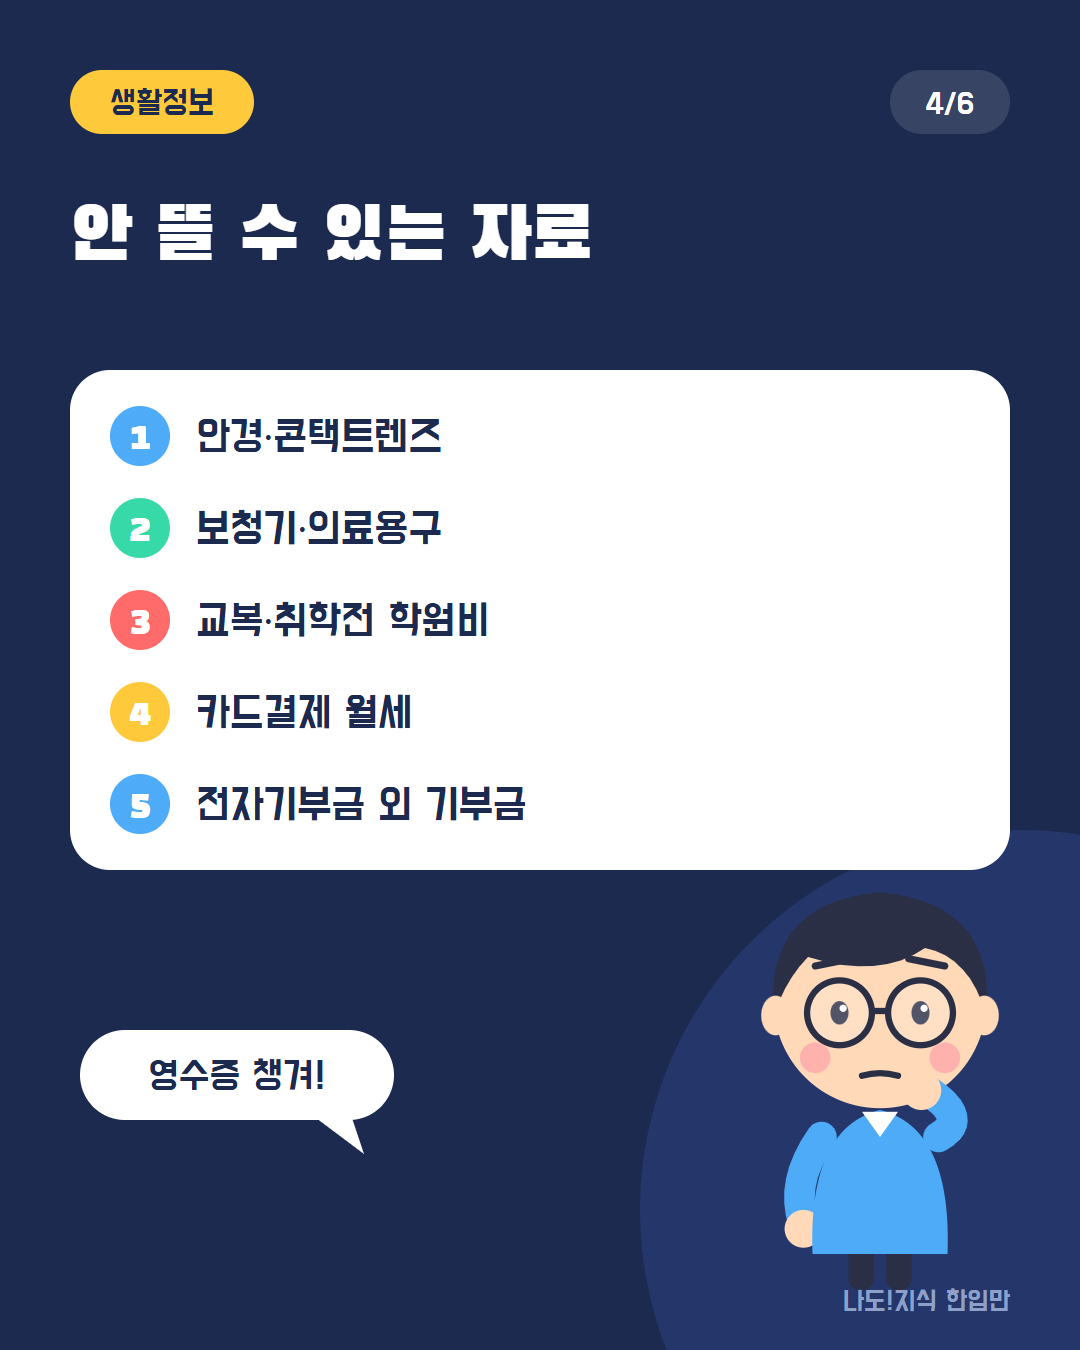 생활정보
4/6
안 뜰 수 있는 자료
1 안경·콘택트렌즈
2 보청기·의료용구
3 교복·취학전 학원비
4 카드결제 월세
5 전자기부금 외 기부금
영수증 챙겨!
나도!지식 한입만